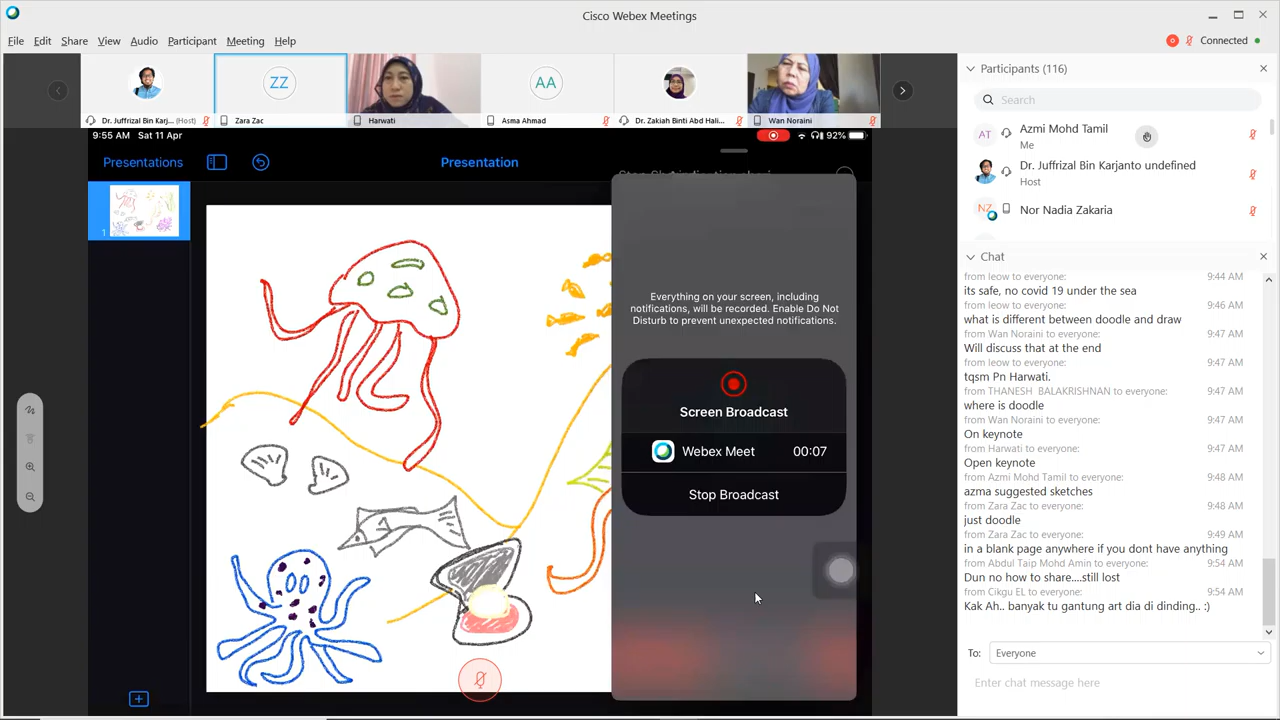 Cisco Webex Meetings
File Edit Share View Audio Participant Meeting Help
Connected
ZZ
AA
Dr. Juffrizal Bin Karj... (Host)
Zara Zac
Harwati
Asma Ahmad
Dr. Zakiah Binti Abd Hali...
Wan Noraini
9:55 AM Sat 11 Apr
92%
Presentations
Presentation
1
Everything on your screen, including
notifications, will be recorded. Enable Do Not
Disturb to prevent unexpected notifications.
Screen Broadcast
Webex Meet 00:07
Stop Broadcast
Participants (116)
Search
AT
Azmi Mohd Tamil
Me
Dr. Juffrizal Bin Karjanto undefined
Host
NZ
Nor Nadia Zakaria
Chat
from leow to everyone: 9:44 AM
its safe, no covid 19 under the sea
from leow to everyone: 9:46 AM
what is different between doodle and draw
from Wan Noraini to everyone: 9:47 AM
Will discuss that at the end
from leow to everyone: 9:47 AM
tqsm Pn Harwati.
from THANESH BALAKRISHNAN to everyone: 9:47 AM
where is doodle
from Wan Noraini to everyone: 9:47 AM
On keynote
from Harwati to everyone: 9:47 AM
Open keynote
from Azmi Mohd Tamil to everyone: 9:48 AM
azma suggested sketches
from Zara Zac to everyone: 9:48 AM
just doodle
from Zara Zac to everyone: 9:49 AM
in a blank page anywhere if you dont have anything
from Abdul Taip Mohd Amin to everyone: 9:54 AM
Dun no how to share....still lost
from Cikgu EL to everyone: 9:54 AM
Kak Ah.. banyak tu gantung art dia di dinding.. :)
To: Everyone
Enter chat message here